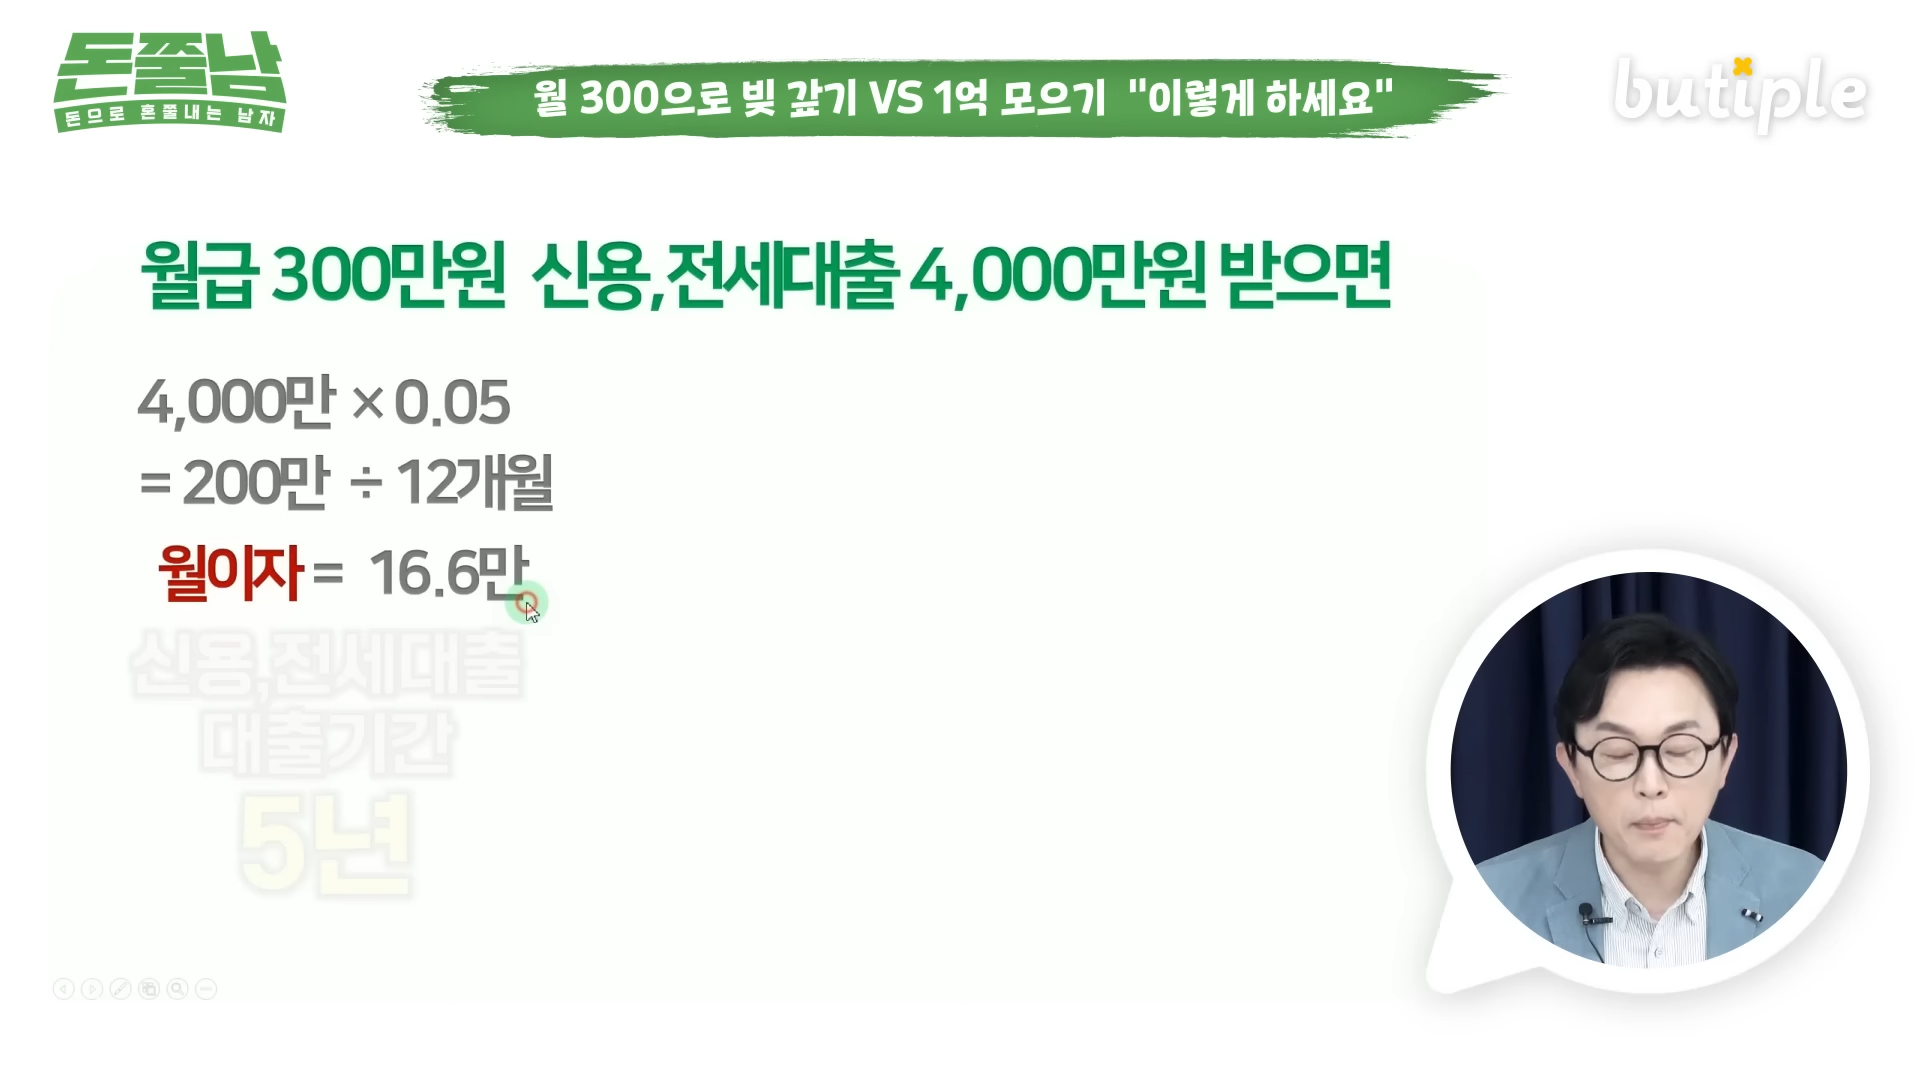 돈쭐남
돈으로 혼쭐내는 남자
월 300으로 빚 갚기 VS 1억 모으기 "이렇게 하세요"
butiple
월급 300만원 신용,전세대출 4,000만원 받으면
4,000만 × 0.05
= 200만 ÷ 12개월
월이자 = 16.6만
신용,전세대출
대출기간
5년